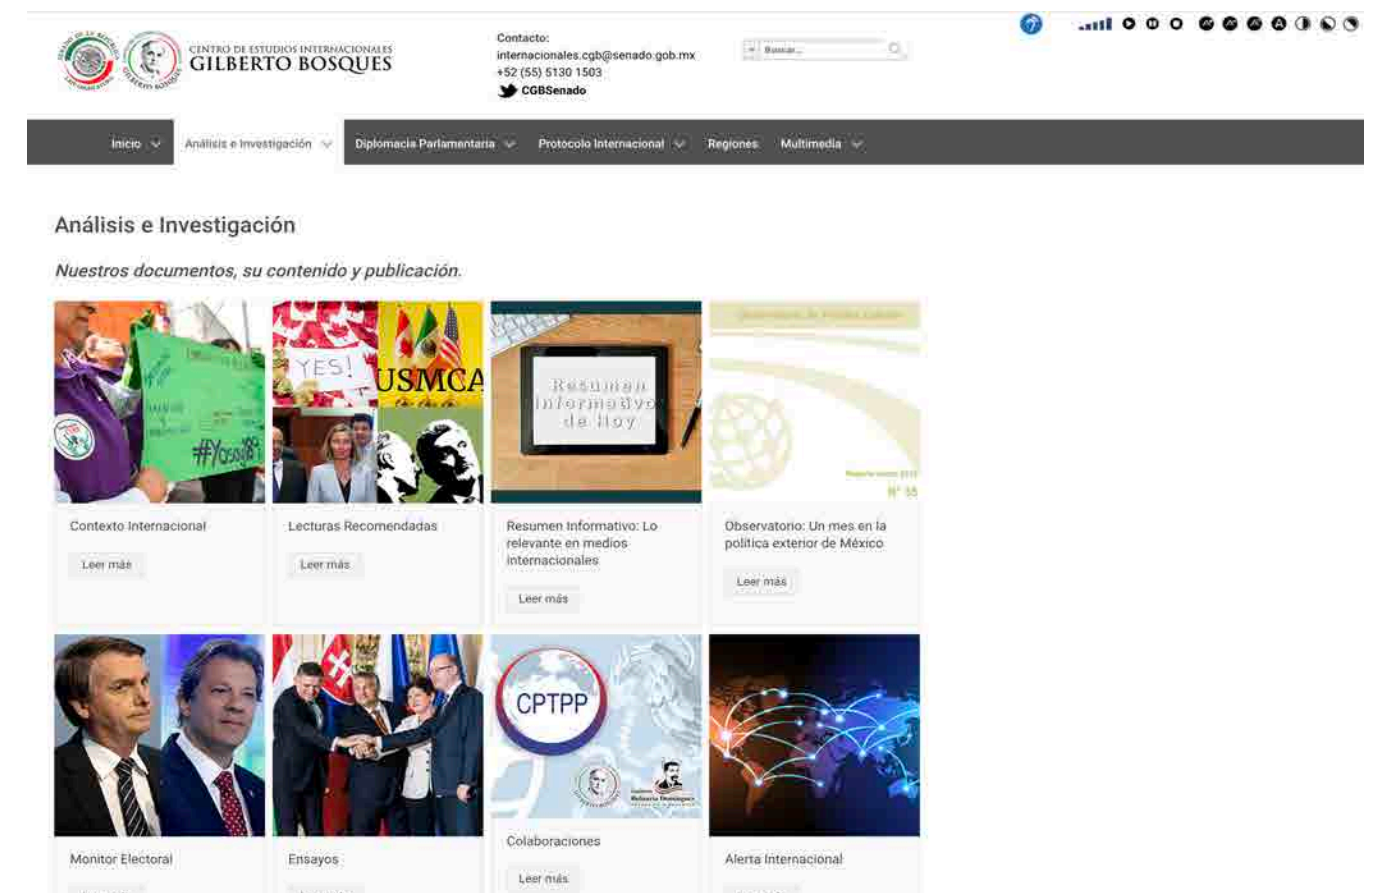 CENTRO DE ESTUDIOS INTERNACIONALES
GILBERTO BOSQUES
Contacto:
internacionales.cgb@senado.gob.mx
+52 (55) 5130 1503
CGBSenado
Buscar...
Inicio
Análisis e Investigación
Diplomacia Parlamentaria
Protocolo Internacional
Regiones
Multimedia
Análisis e Investigación
Nuestros documentos, su contenido y publicación.
YES!
USMCA
Resumen
Informativo
de Hoy
Contexto Internacional
Leer más
Lecturas Recomendadas
Leer más
Resumen Informativo: Lo
relevante en medios
internacionales
Leer más
Observatorio: Un mes en la
política exterior de México
Leer más
CPTPP
Belisario Domínguez
Monitor Electoral
Ensayos
Colaboraciones
Leer más
Alerta Internacional